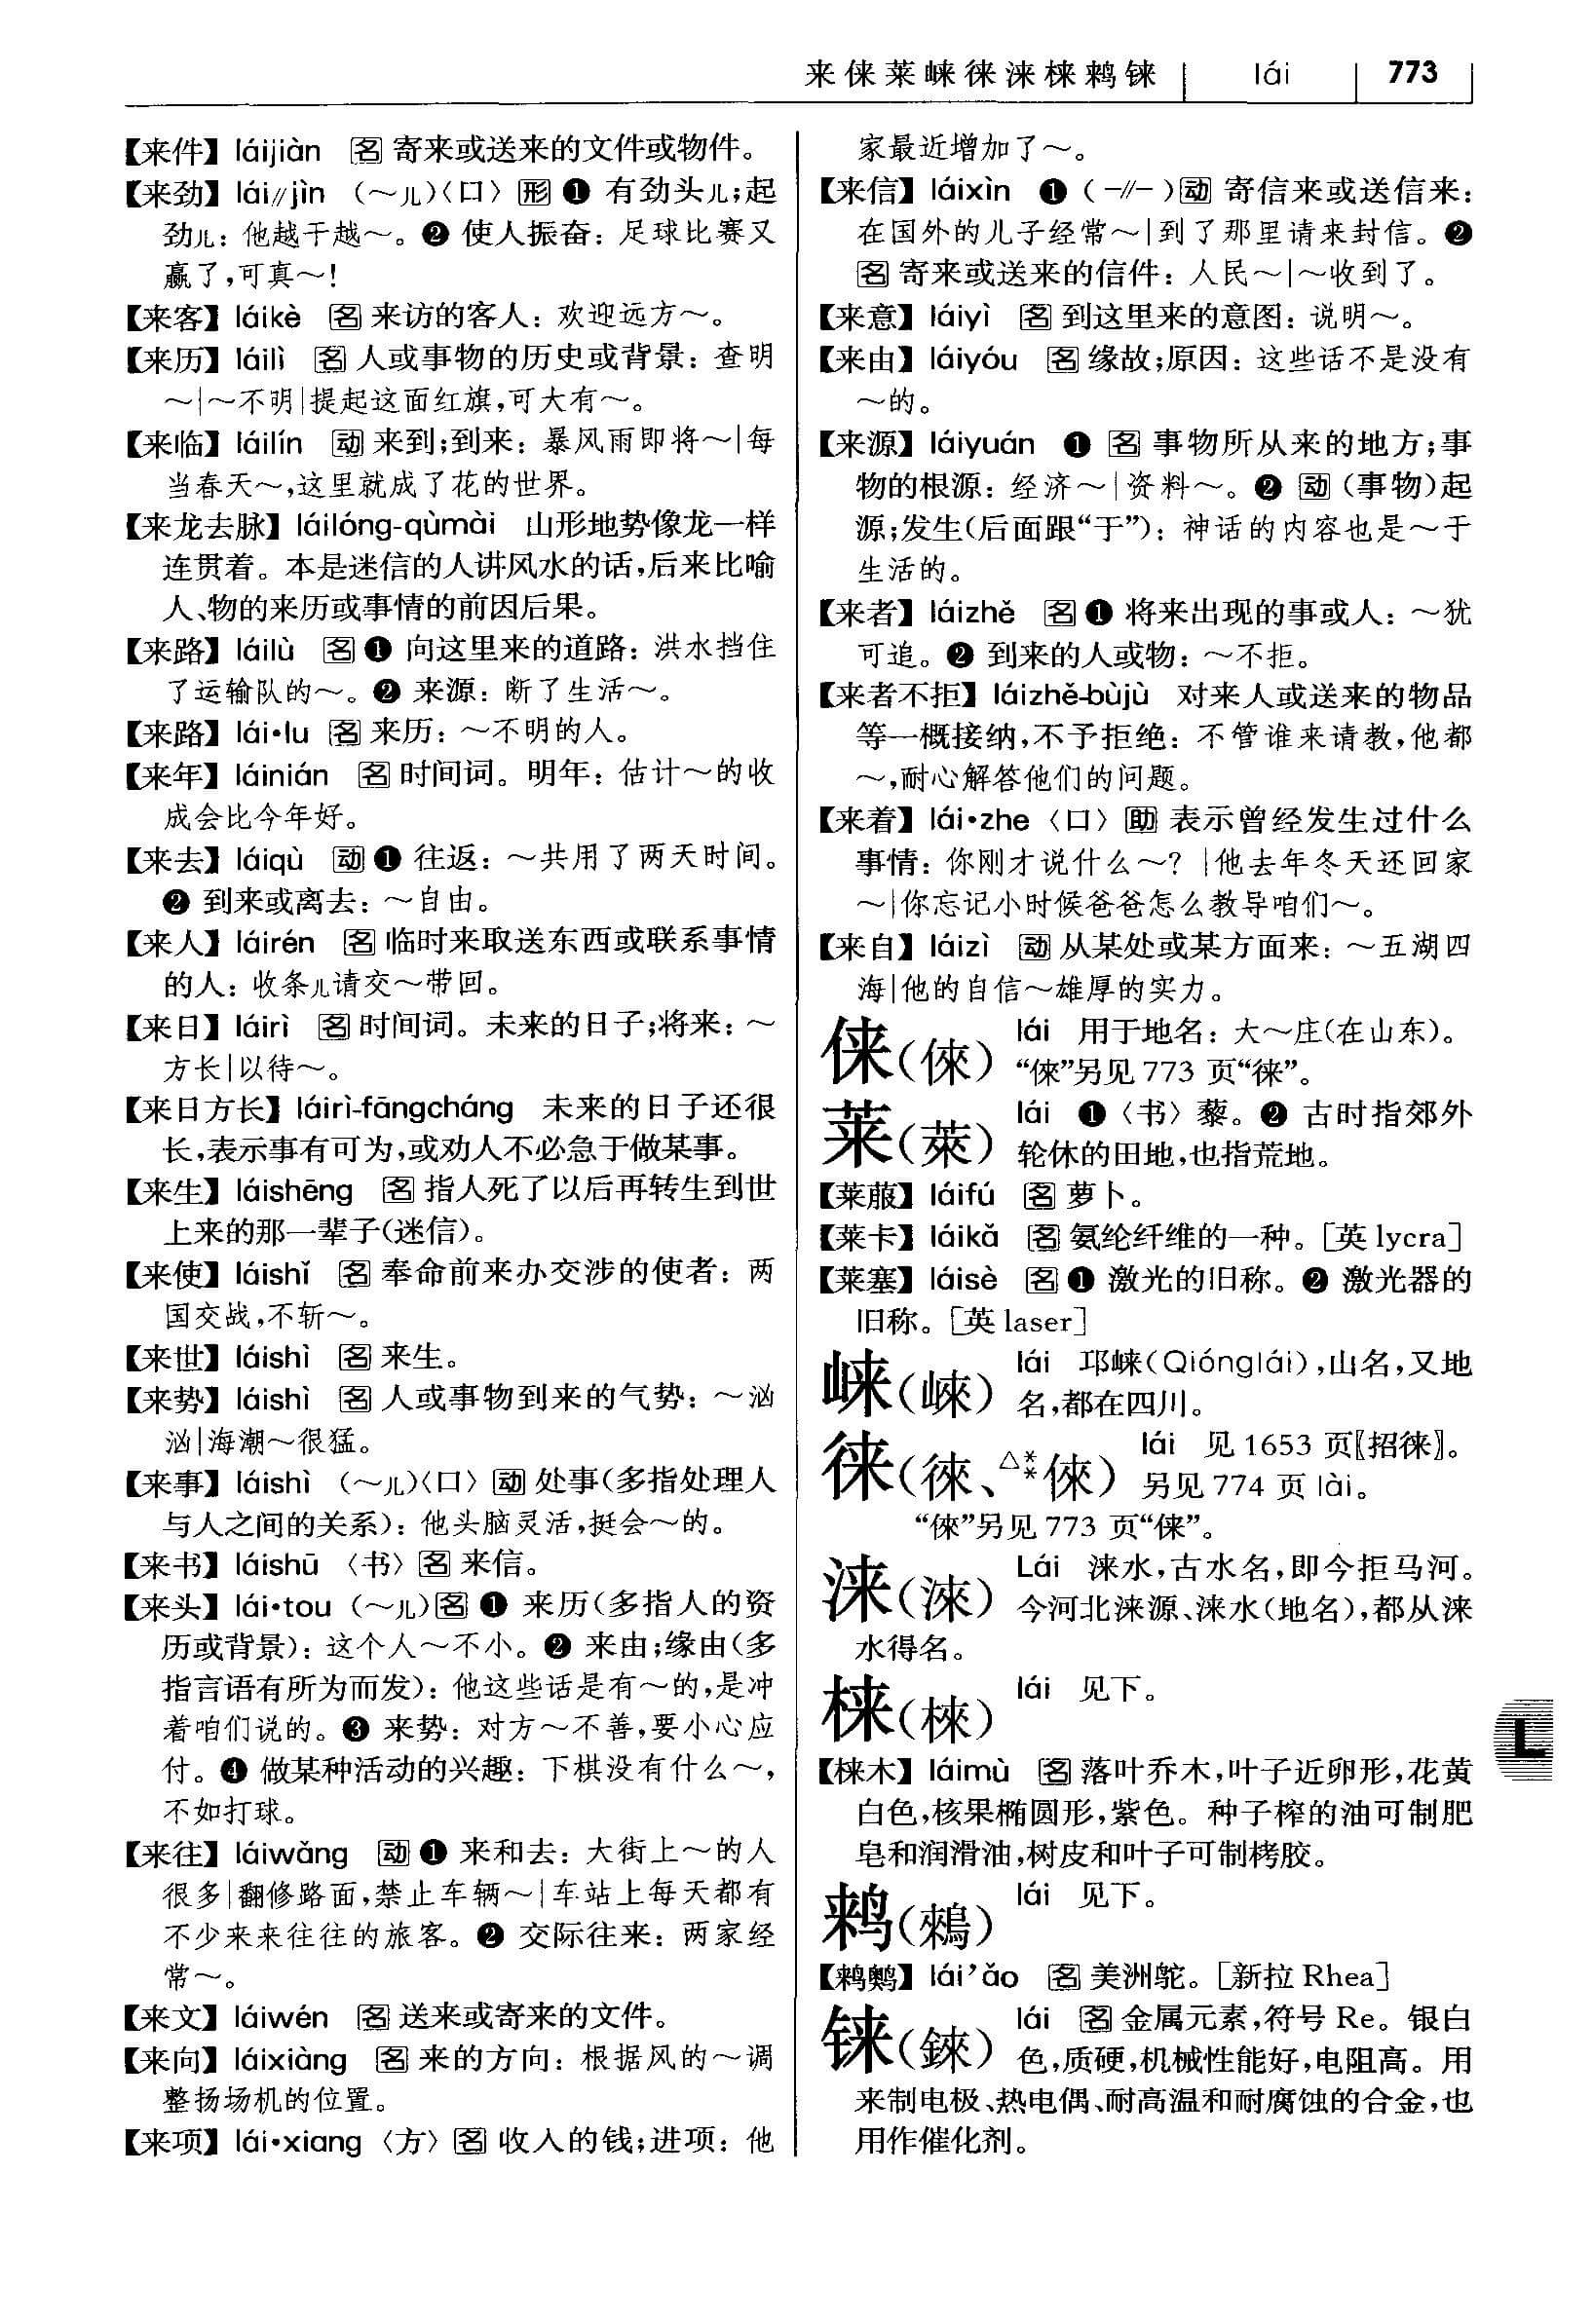 来俫莱崃徕涞梾鹒铼 lái 773
【来件】láijiàn 名 寄来或送来的文件或物件。
【来劲】lái//jìn （～儿）〈口〉形 ❶ 有劲头儿；起
劲儿：他越干越～。❷ 使人振奋：足球比赛又
赢了，可真～！
【来客】láikè 名 来访的客人：欢迎远方～。
【来历】láilì 名 人或事物的历史或背景：查明
～|～不明|提起这面红旗，可大有～。
【来临】láilín 动 来到；到来：暴风雨即将～|每
当春天～，这里就成了花的世界。
【来龙去脉】láilóng-qùmài 山形地势像龙一样
连贯着。本是迷信的人讲风水的话，后来比喻
人、物的来历或事情的前因后果。
【来路】láilù 名 ❶ 向这里来的道路：洪水挡住
了运输队的～。❷ 来源：断了生活～。
【来路】lái•lu 名 来历：～不明的人。
【来年】láinián 名 时间词。明年：估计～的收
成会比今年好。
【来去】láiqù 动 ❶ 往返：～共用了两天时间。
❷ 到来或离去：～自由。
【来人】láirén 名 临时来取送东西或联系事情
的人：收条儿请交～带回。
【来日】láirì 名 时间词。未来的日子；将来：～
方长|以待～。
【来日方长】láirì-fāngcháng 未来的日子还很
长，表示事有可为，或劝人不必急于做某事。
【来生】láishēng 名 指人死了以后再转生到世
上来的那一辈子（迷信）。
【来使】láishǐ 名 奉命前来办交涉的使者：两
国交战，不斩～。
【来世】láishì 名 来生。
【来势】láishì 名 人或事物到来的气势：～汹
汹|海潮～很猛。
【来事】láishì （～儿）〈口〉动 处事（多指处理人
与人之间的关系）：他头脑灵活，挺会～的。
【来书】láishū 〈书〉名 来信。
【来头】lái•tou （～儿）名 ❶ 来历（多指人的资
历或背景）：这个人～不小。❷ 来由；缘由（多
指言语有所为而发）：他这些话是有～的，是冲
着咱们说的。❸ 来势：对方～不善，要小心应
付。❹ 做某种活动的兴趣：下棋没有什么～，
不如打球。
【来往】láiwǎng 动 ❶ 来和去：大街上～的人
很多|翻修路面，禁止车辆～|车站上每天都有
不少来来往往的旅客。❷ 交际往来：两家经
常～。
【来文】láiwén 名 送来或寄来的文件。
【来向】láixiàng 名 来的方向：根据风的～调
整扬场机的位置。
【来项】lái•xiang 〈方〉名 收入的钱；进项：他
家最近增加了～。
【来信】láixìn ❶（-//-）动 寄信来或送信来：
在国外的儿子经常～|到了那里请来封信。❷
名 寄来或送来的信件：人民～|～收到了。
【来意】láiyì 名 到这里来的意图：说明～。
【来由】láiyóu 名 缘故；原因：这些话不是没有
～的。
【来源】láiyuán ❶ 名 事物所从来的地方；事
物的根源：经济～|资料～。❷ 动（事物）起
源；发生（后面跟“于”）：神话的内容也是～于
生活的。
【来者】láizhě 名 ❶ 将来出现的事或人：～犹
可追。❷ 到来的人或物：～不拒。
【来者不拒】láizhě-bùjù 对来人或送来的物品
等一概接纳，不予拒绝：不管谁来请教，他都
～，耐心解答他们的问题。
【来着】lái•zhe 〈口〉助 表示曾经发生过什么
事情：你刚才说什么～？|他去年冬天还回家
～|你忘记小时候爸爸怎么教导咱们～。
【来自】láizì 动 从某处或某方面来：～五湖四
海|他的自信～雄厚的实力。
俫（倈） lái 用于地名：大～庄（在山东）。
“倈”另见 773 页“徕”。
莱（萊） lái ❶〈书〉藜。❷ 古时指郊外
轮休的田地，也指荒地。
【莱菔】láifú 名 萝卜。
【莱卡】láikǎ 名 氨纶纤维的一种。［英 lycra］
【莱塞】láisè 名 ❶ 激光的旧称。❷ 激光器的
旧称。［英 laser］
崃（崍） lái 邛崃（Qiónglái），山名，又地
名，都在四川。
徕（徠、△**倈） lái 见 1653 页〖招徕〗。
另见 774 页 lài。
“倈”另见 773 页“俫”。
涞（淶） Lái 涞水，古水名，即今拒马河。
今河北涞源、涞水（地名），都从涞
水得名。
梾（棶） lái 见下。
【梾木】láimù 名 落叶乔木，叶子近卵形，花黄
白色，核果椭圆形，紫色。种子榨的油可制肥
皂和润滑油，树皮和叶子可制栲胶。
鹒（鶆） lái 见下。
【鹒䴈】lái’ǎo 名 美洲鸵。［新拉 Rhea］
铼（錸） lái 名 金属元素，符号 Re。银白
色，质硬，机械性能好，电阻高。用
来制电极、热电偶、耐高温和耐腐蚀的合金，也
用作催化剂。
L